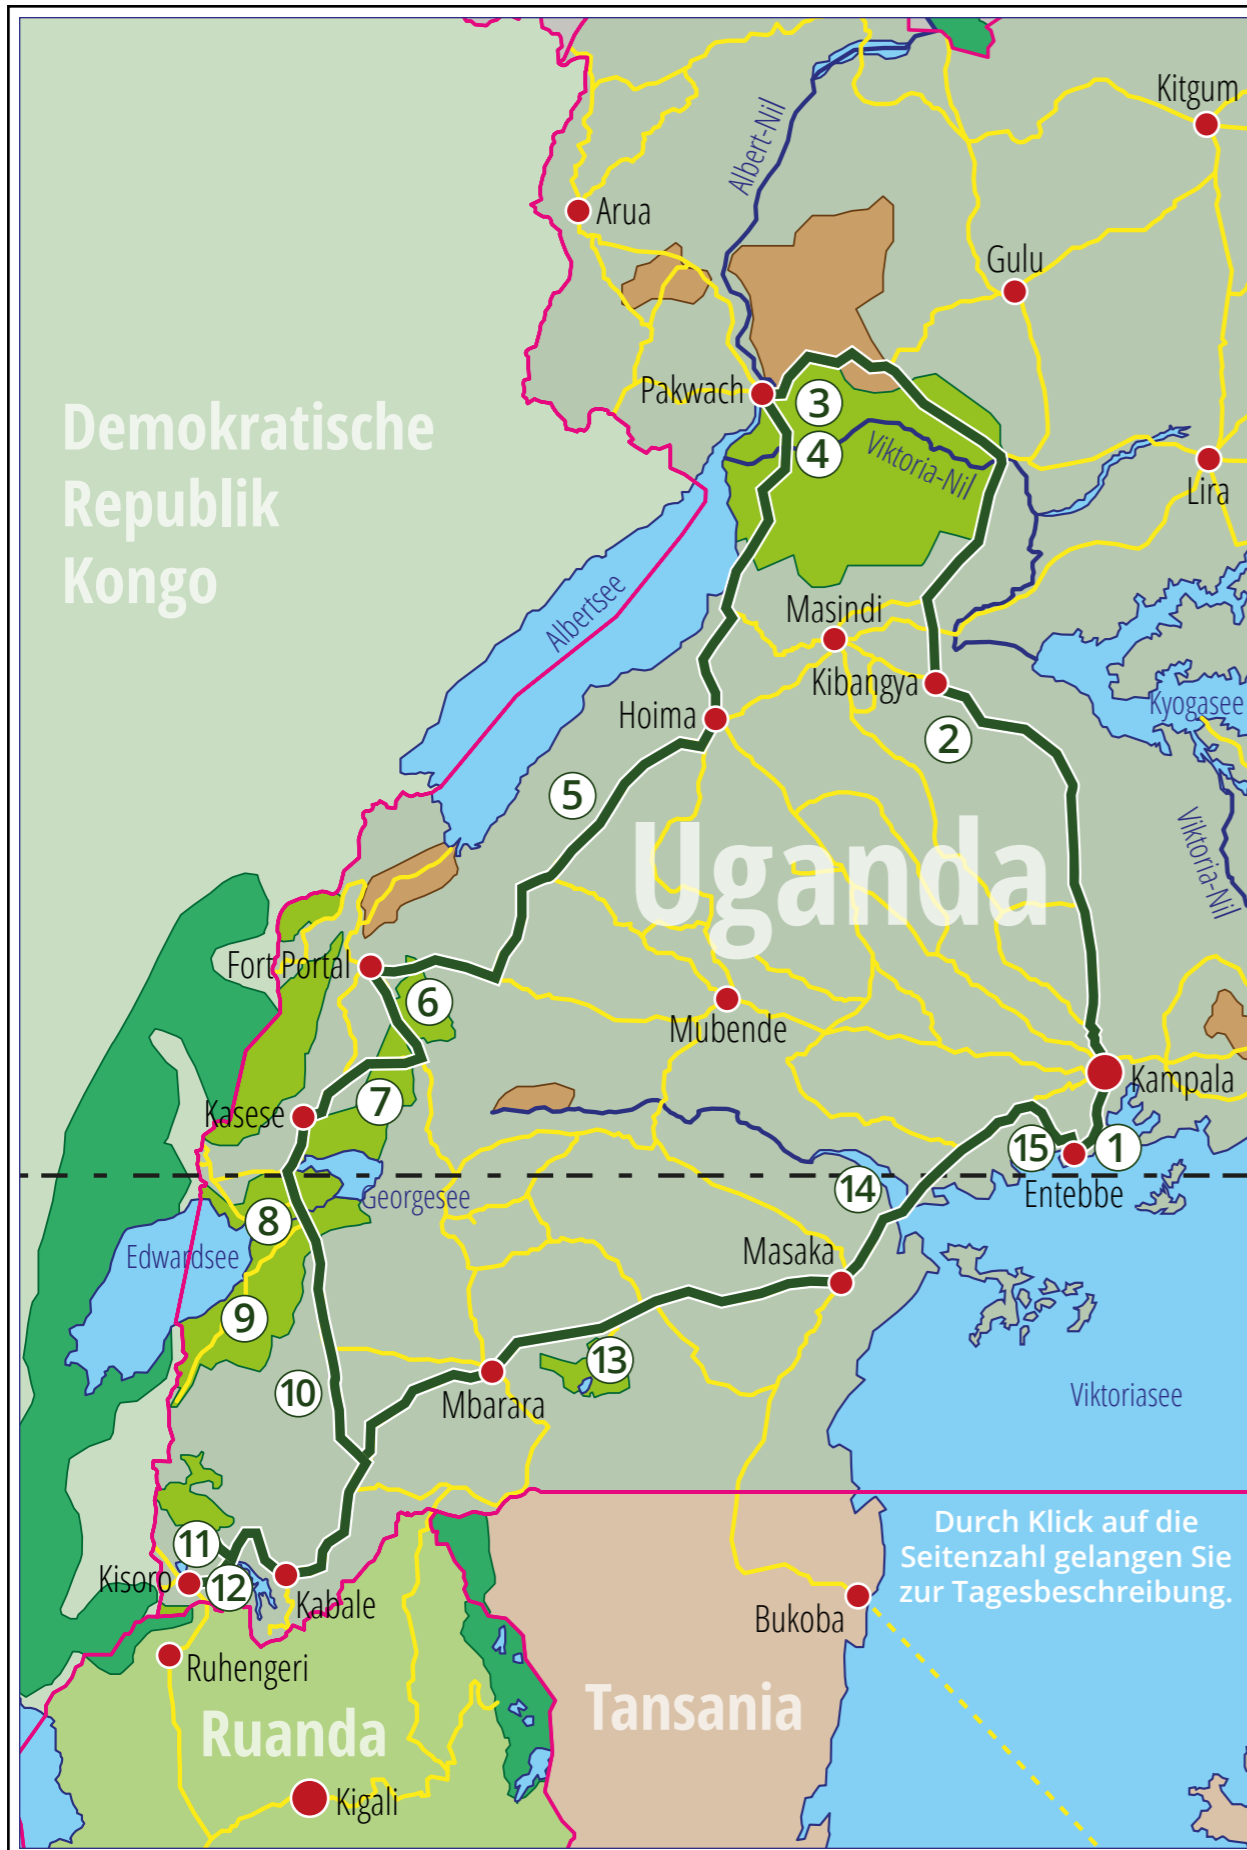 Kitgum
Albert-Nil
Arua
Gulu
Pakwach
3
Demokratische
Republik
Kongo
4
Viktoria-Nil
Lira
Albertsee
Masindi
Kibangya
Kyogasee
Hoima
2
5
Uganda
Viktoria-Nil
Fort Portal
6
Mubende
Kampala
Kasese
7
15
1
Entebbe
Georgesee
14
8
Edwardsee
Masaka
9
13
10
Mbarara
Viktoriasee
Durch Klick auf die
Seitenzahl gelangen Sie
zur Tagesbeschreibung.
11
Kisoro
12
Kabale
Bukoba
Ruhengeri
Ruanda
Tansania
Kigali